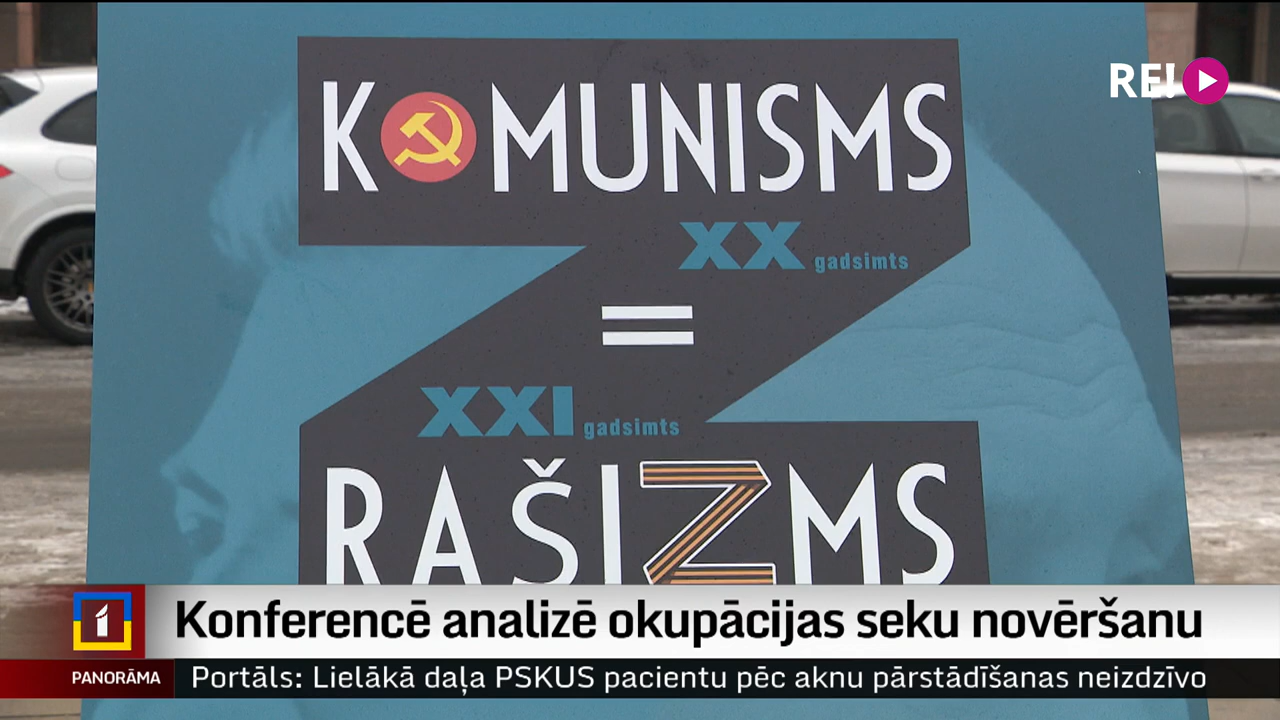 RE!
KOMUNISMS
XX gadsimts
=
XXI gadsimts
RAŠIZMS
1
Konferencē analizē okupācijas seku novēršanu
PANORĀMA
Portāls: Lielākā daļa PSKUS pacientu pēc aknu pārstādīšanas neizdzīvo